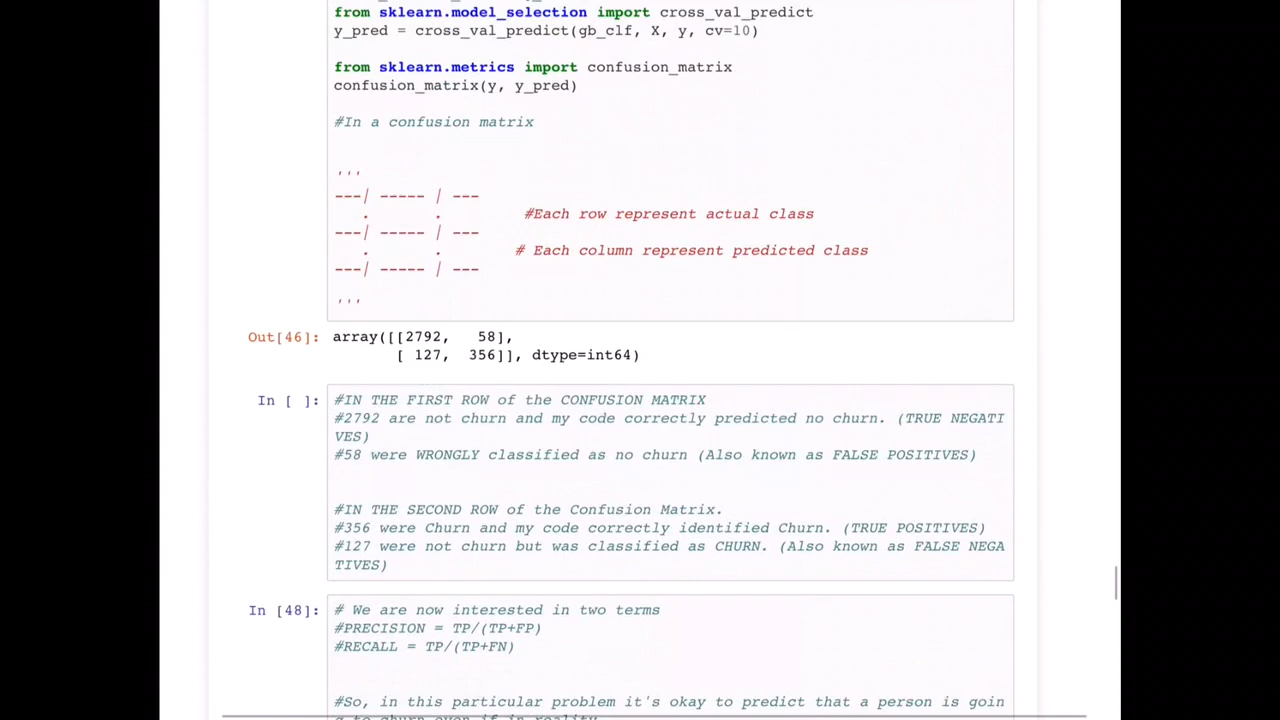 from sklearn.model_selection import cross_val_predict
y_pred = cross_val_predict(gb_clf, X, y, cv=10)
from sklearn.metrics import confusion_matrix
confusion_matrix(y, y_pred)
#In a confusion matrix
'''
---| ----- | ---
. . #Each row represent actual class
---| ----- | ---
. . # Each column represent predicted class
---| ----- | ---
'''
Out[46]: array([[2792, 58],
[ 127, 356]], dtype=int64)
In [ ]: #IN THE FIRST ROW of the CONFUSION MATRIX
#2792 are not churn and my code correctly predicted no churn. (TRUE NEGATI
VES)
#58 were WRONGLY classified as no churn (Also known as FALSE POSITIVES)
#IN THE SECOND ROW of the Confusion Matrix.
#356 were Churn and my code correctly identified Churn. (TRUE POSITIVES)
#127 were not churn but was classified as CHURN. (Also known as FALSE NEGA
TIVES)
In [48]: # We are now interested in two terms
#PRECISION = TP/(TP+FP)
#RECALL = TP/(TP+FN)
#So, in this particular problem it's okay to predict that a person is goin
g to churn even if in reality